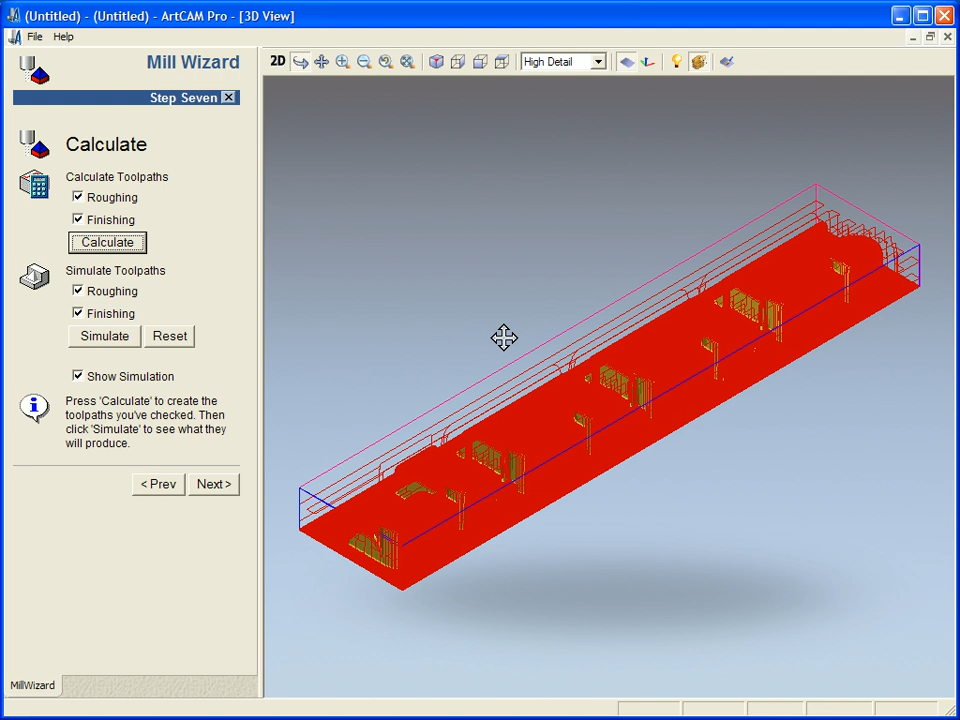 (Untitled) - (Untitled) - ArtCAM Pro - [3D View]
File Help
Mill Wizard
Step Seven
Calculate
Calculate Toolpaths
Roughing
Finishing
Calculate
Simulate Toolpaths
Roughing
Finishing
Simulate Reset
Show Simulation
Press 'Calculate' to create the
toolpaths you've checked. Then
click 'Simulate' to see what they
will produce.
< Prev Next >
MillWizard
2D High Detail